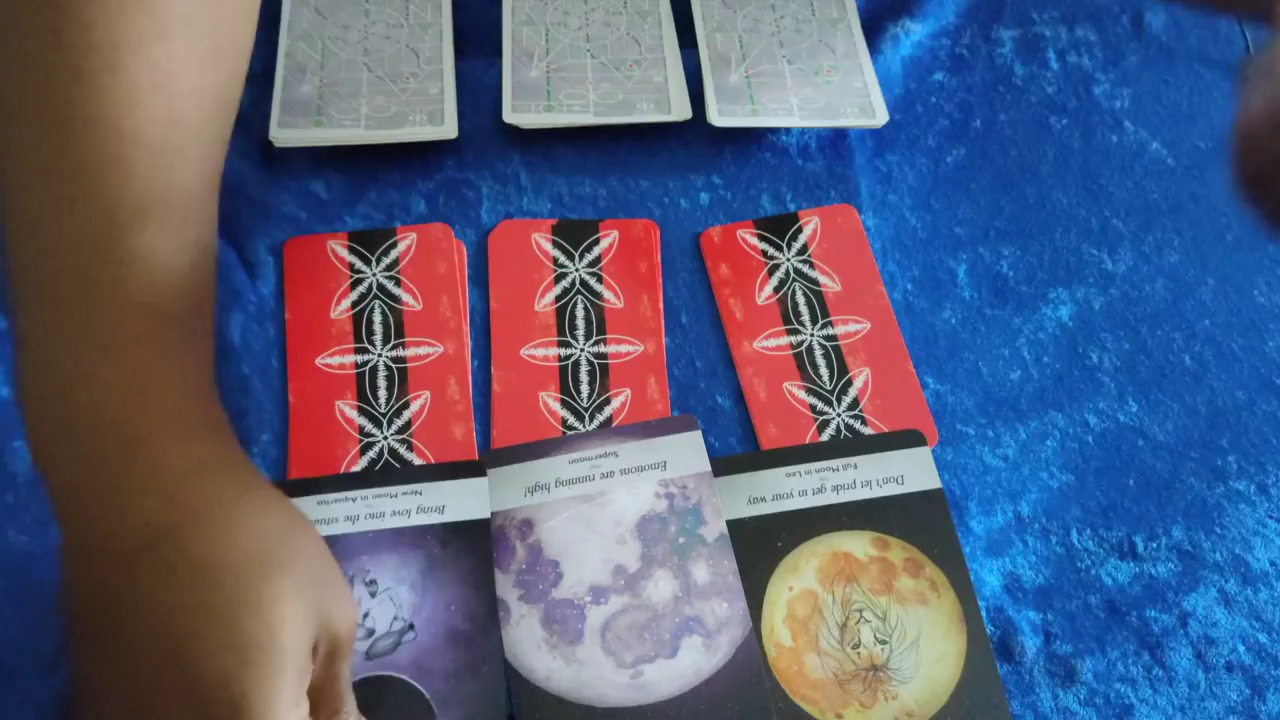 Bring love into the
New Moon in Aquarius
Emotions are running high!
Supermoon
Don't let pride get in your way
Full Moon in Leo